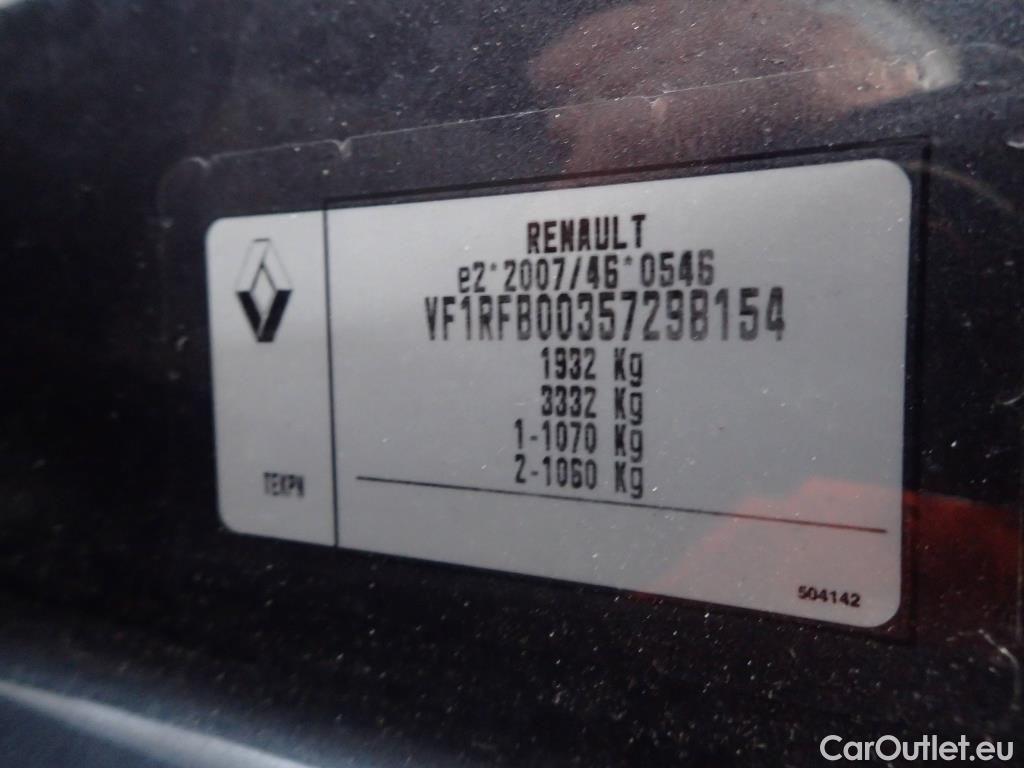 RENAULT
e2*2007/46*0546
VF1RFB00357298154
1932 Kg
3332 Kg
1-1070 Kg
2-1060 Kg
TEKPN
504142
CarOutlet.eu